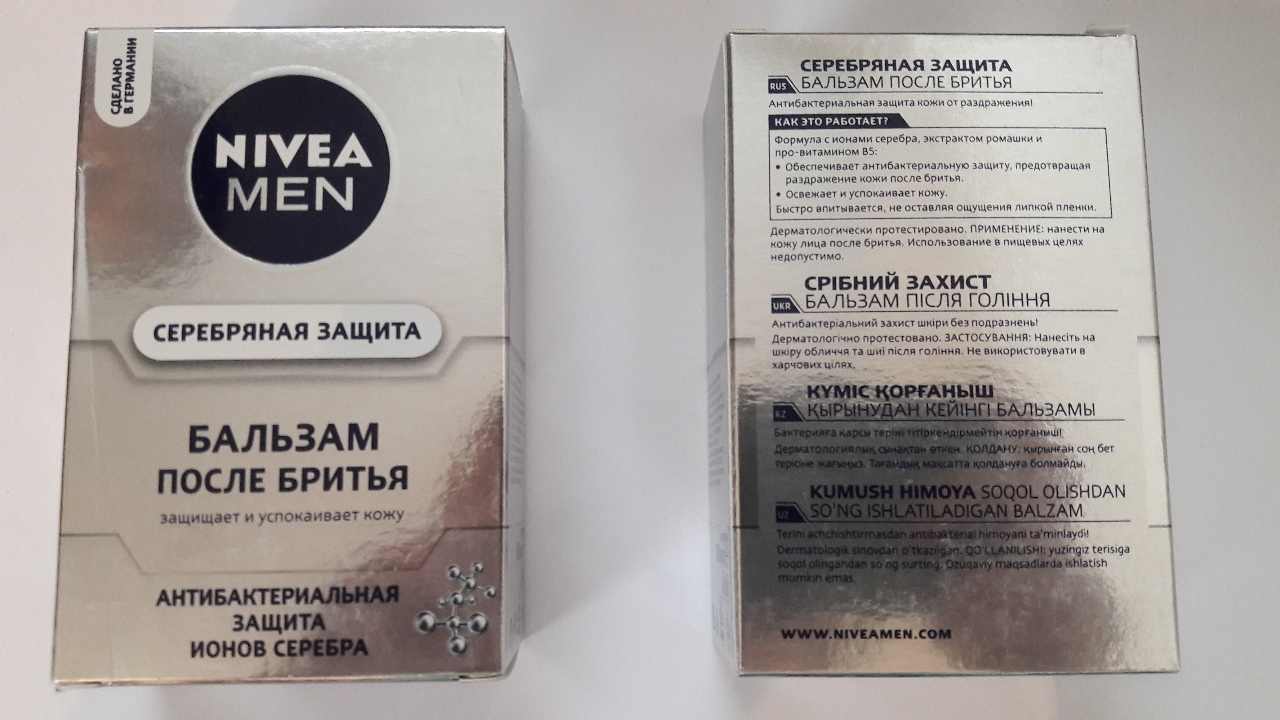 СДЕЛАНО
В ГЕРМАНИИ
NIVEA
MEN
СЕРЕБРЯНАЯ ЗАЩИТА
БАЛЬЗАМ
ПОСЛЕ БРИТЬЯ
защищает и успокаивает кожу
АНТИБАКТЕРИАЛЬНАЯ
ЗАЩИТА
ИОНОВ СЕРЕБРА
СЕРЕБРЯНАЯ ЗАЩИТА
RUS БАЛЬЗАМ ПОСЛЕ БРИТЬЯ
Антибактериальная защита кожи от раздражения!
КАК ЭТО РАБОТАЕТ?
Формула с ионами серебра, экстрактом ромашки и
про-витамином B5:
• Обеспечивает антибактериальную защиту, предотвращая
раздражение кожи после бритья.
• Освежает и успокаивает кожу.
Быстро впитывается, не оставляя ощущения липкой пленки.
Дерматологически протестировано. ПРИМЕНЕНИЕ: нанести на
кожу лица после бритья. Использование в пищевых целях
недопустимо.
СРІБНИЙ ЗАХИСТ
UKR БАЛЬЗАМ ПІСЛЯ ГОЛІННЯ
Антибактеріальний захист шкіри без подразнень!
Дерматологічно протестовано. ЗАСТОСУВАННЯ: Нанесіть на
шкіру обличчя та шиї після гоління. Не використовувати в
харчових цілях.
КҮМІС ҚОРҒАНЫШ
KZ ҚЫРЫНУДАН КЕЙІНГІ БАЛЬЗАМЫ
Бактерияға қарсы теріні тітіркендірмейтін қорғаныш!
Дерматологиялық сынақтан өткен. ҚОЛДАНУ: қырынған соң бет
терісіне жағыңыз. Тағамдық мақсатта қолдануға болмайды.
KUMUSH HIMOYA SOQOL OLISHDAN
UZ SO'NG ISHLATILADIGAN BALZAM
Terini achchishtirmasdan antibakterial himoyani ta'minlaydi!
Dermatologik sinovdan o'tkazilgan. QO'LLANILISHI: yuzingiz terisiga
soqol olingandan so'ng surting. Ozuqaviy maqsadlarda ishlatish
mumkin emas.
WWW.NIVEAMEN.COM